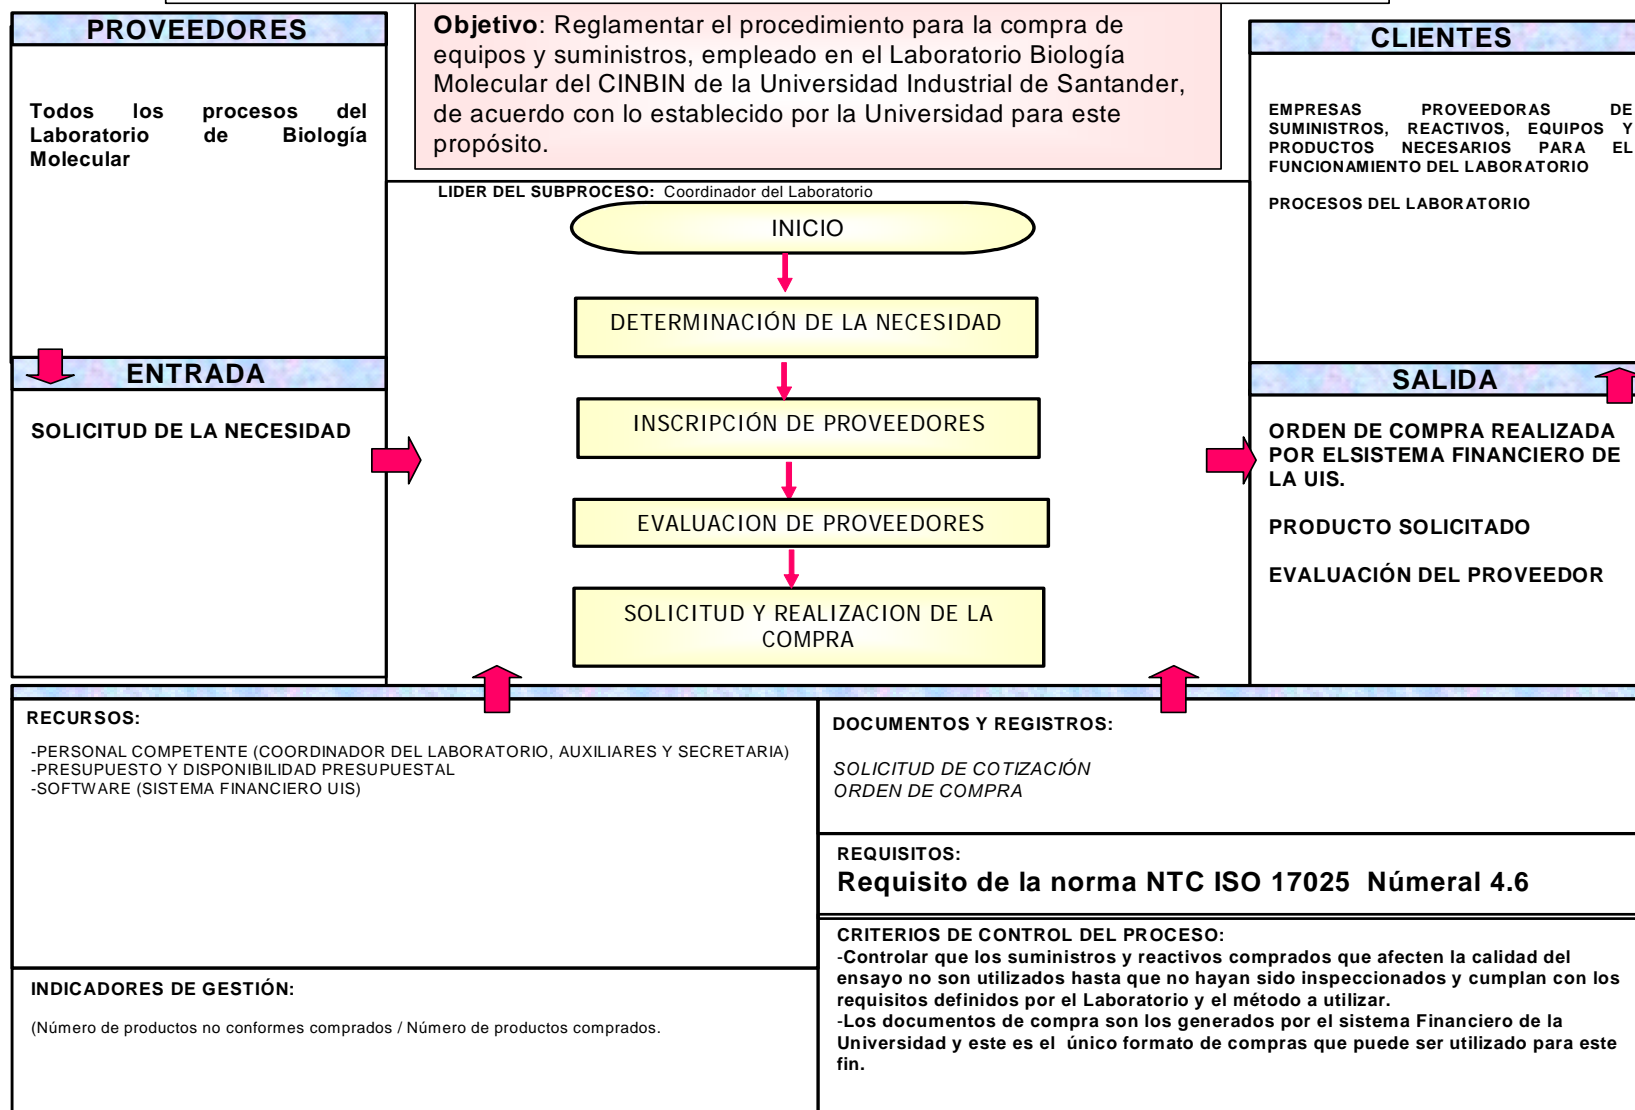 PROVEEDORES
Todos los procesos del
Laboratorio de Biología
Molecular
Objetivo: Reglamentar el procedimiento para la compra de
equipos y suministros, empleado en el Laboratorio Biología
Molecular del CINBIN de la Universidad Industrial de Santander,
de acuerdo con lo establecido por la Universidad para este
propósito.
CLIENTES
EMPRESAS PROVEEDORAS DE
SUMINISTROS, REACTIVOS, EQUIPOS Y
PRODUCTOS NECESARIOS PARA EL
FUNCIONAMIENTO DEL LABORATORIO
PROCESOS DEL LABORATORIO
LIDER DEL SUBPROCESO: Coordinador del Laboratorio
INICIO
DETERMINACIÓN DE LA NECESIDAD
INSCRIPCIÓN DE PROVEEDORES
EVALUACION DE PROVEEDORES
SOLICITUD Y REALIZACION DE LA
COMPRA
ENTRADA
SOLICITUD DE LA NECESIDAD
SALIDA
ORDEN DE COMPRA REALIZADA
POR ELSISTEMA FINANCIERO DE
LA UIS.
PRODUCTO SOLICITADO
EVALUACIÓN DEL PROVEEDOR
RECURSOS:
-PERSONAL COMPETENTE (COORDINADOR DEL LABORATORIO, AUXILIARES Y SECRETARIA)
-PRESUPUESTO Y DISPONIBILIDAD PRESUPUESTAL
-SOFTWARE (SISTEMA FINANCIERO UIS)
INDICADORES DE GESTIÓN:
(Número de productos no conformes comprados / Número de productos comprados.
DOCUMENTOS Y REGISTROS:
SOLICITUD DE COTIZACIÓN
ORDEN DE COMPRA
REQUISITOS:
Requisito de la norma NTC ISO 17025 Númeral 4.6
CRITERIOS DE CONTROL DEL PROCESO:
-Controlar que los suministros y reactivos comprados que afecten la calidad del
ensayo no son utilizados hasta que no hayan sido inspeccionados y cumplan con los
requisitos definidos por el Laboratorio y el método a utilizar.
-Los documentos de compra son los generados por el sistema Financiero de la
Universidad y este es el único formato de compras que puede ser utilizado para este
fin.